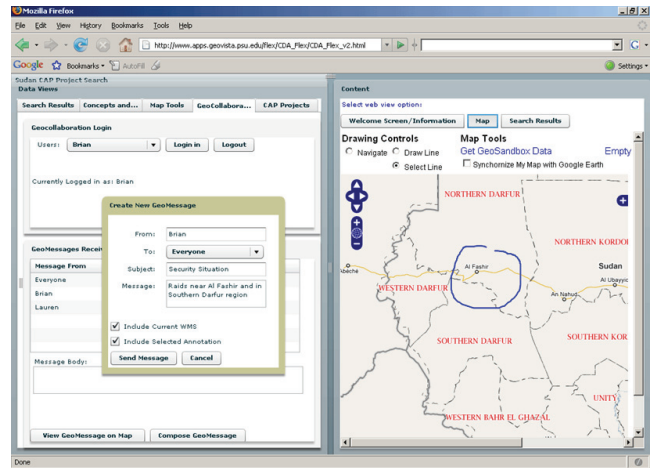 Mozilla Firefox
File Edit View History Bookmarks Tools Help
http://www.apps.geovista.psu.edu/flex/CDA_Flex/CDA_Flex_v2.html
G
Google Bookmarks AutoFill Settings
Sudan CAP Project Search
Data Views
Search Results Concepts and... Map Tools GeoCollabora... CAP Projects
Geocollaboration Login
Users: Brian Login in Logout
Currently Logged in as: Brian
Create New GeoMessage
From: Brian
To: Everyone
Subject: Security Situation
Message: Raids near Al Fashir and in
Southern Darfur region
Include Current WMS
Include Selected Annotation
Send Message Cancel
GeoMessages Recei
Message From
Everyone
Brian
Lauren
Message Body:
View GeoMessage on Map Compose GeoMessage
Content
Select web view option:
Welcome Screen/Information Map Search Results
Drawing Controls Map Tools
Navigate Draw Line Get GeoSandbox Data Empty
Select Line Synchornize My Map with Google Earth
NORTHERN DARFUR
NORTHERN KORDOF
Sudan
Al Fashir
Al Ubayyic
beche
An Nahud
WESTERN DARFUR
SOUTHERN DARFUR
SOUTHERN KOR
UNITY
WESTERN BAHR EL GHAZAL
Done